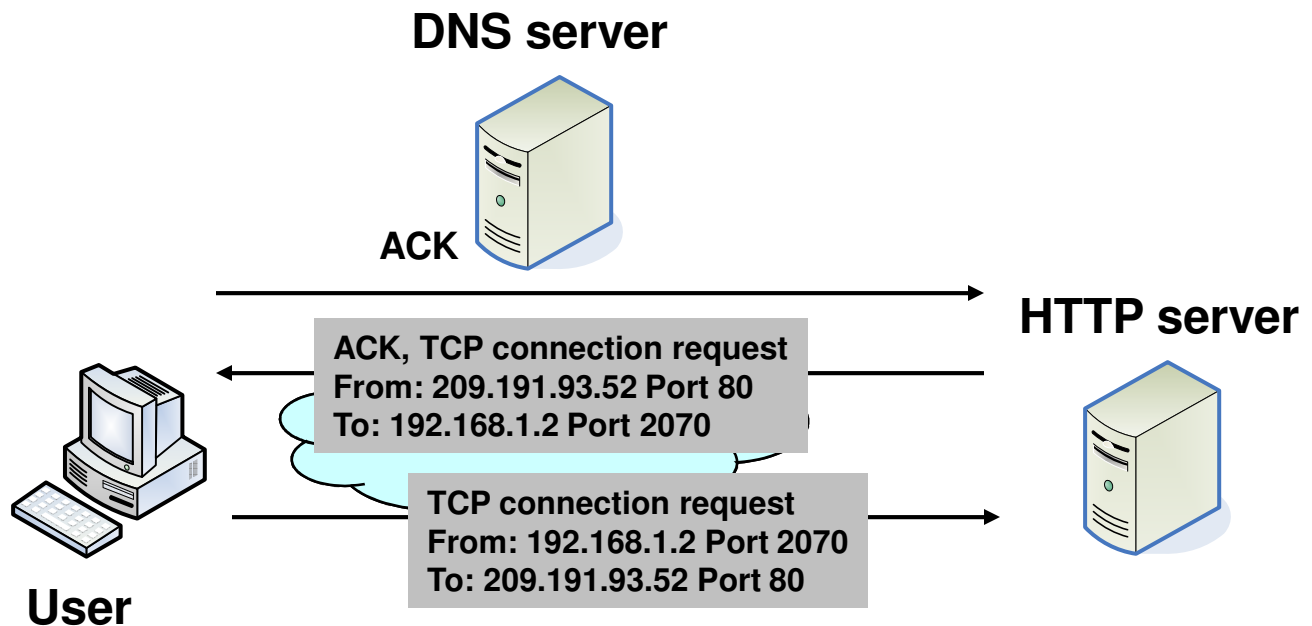 DNS server
ACK
HTTP server
ACK, TCP connection request
From: 209.191.93.52 Port 80
To: 192.168.1.2 Port 2070
TCP connection request
From: 192.168.1.2 Port 2070
To: 209.191.93.52 Port 80
User